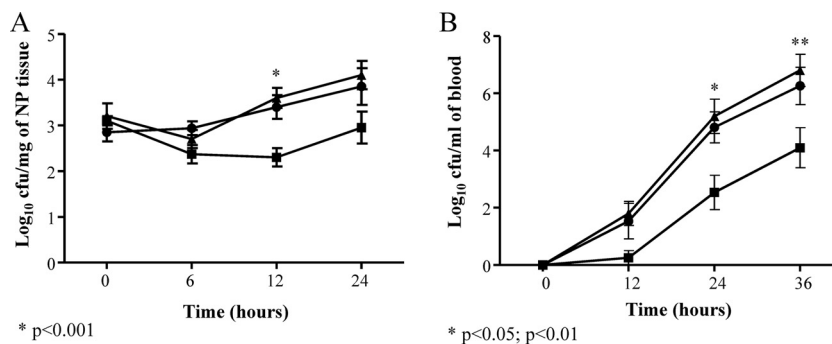 A
Log10 cfu/mg of NP tissue
5
4
3
2
1
0
*
0 6 12 24
Time (hours)
* p<0.001
B
Log10 cfu/ml of blood
8
6
4
2
0
*
**
0 12 24 36
Time (hours)
* p<0.05; p<0.01